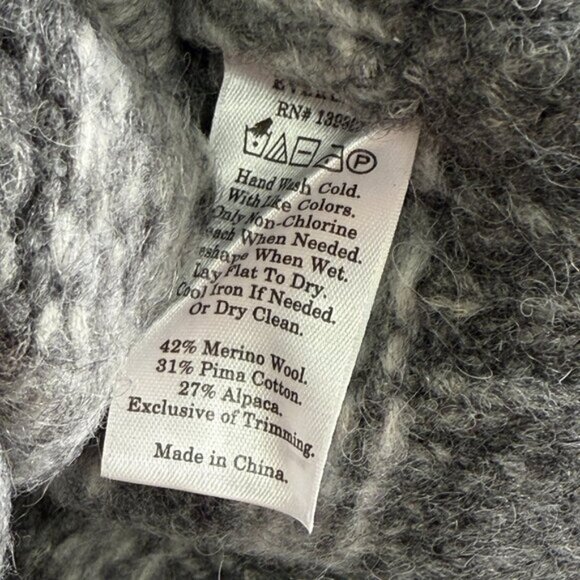 RN# 1393
P
Hand Wash Cold.
With Like Colors.
Only Non-Chlorine
When Needed.
When Wet.
Lay Flat To Dry.
Cool Iron If Needed.
Or Dry Clean.
42% Merino Wool.
31% Pima Cotton.
27% Alpaca.
Exclusive of Trimming.
Made in China.